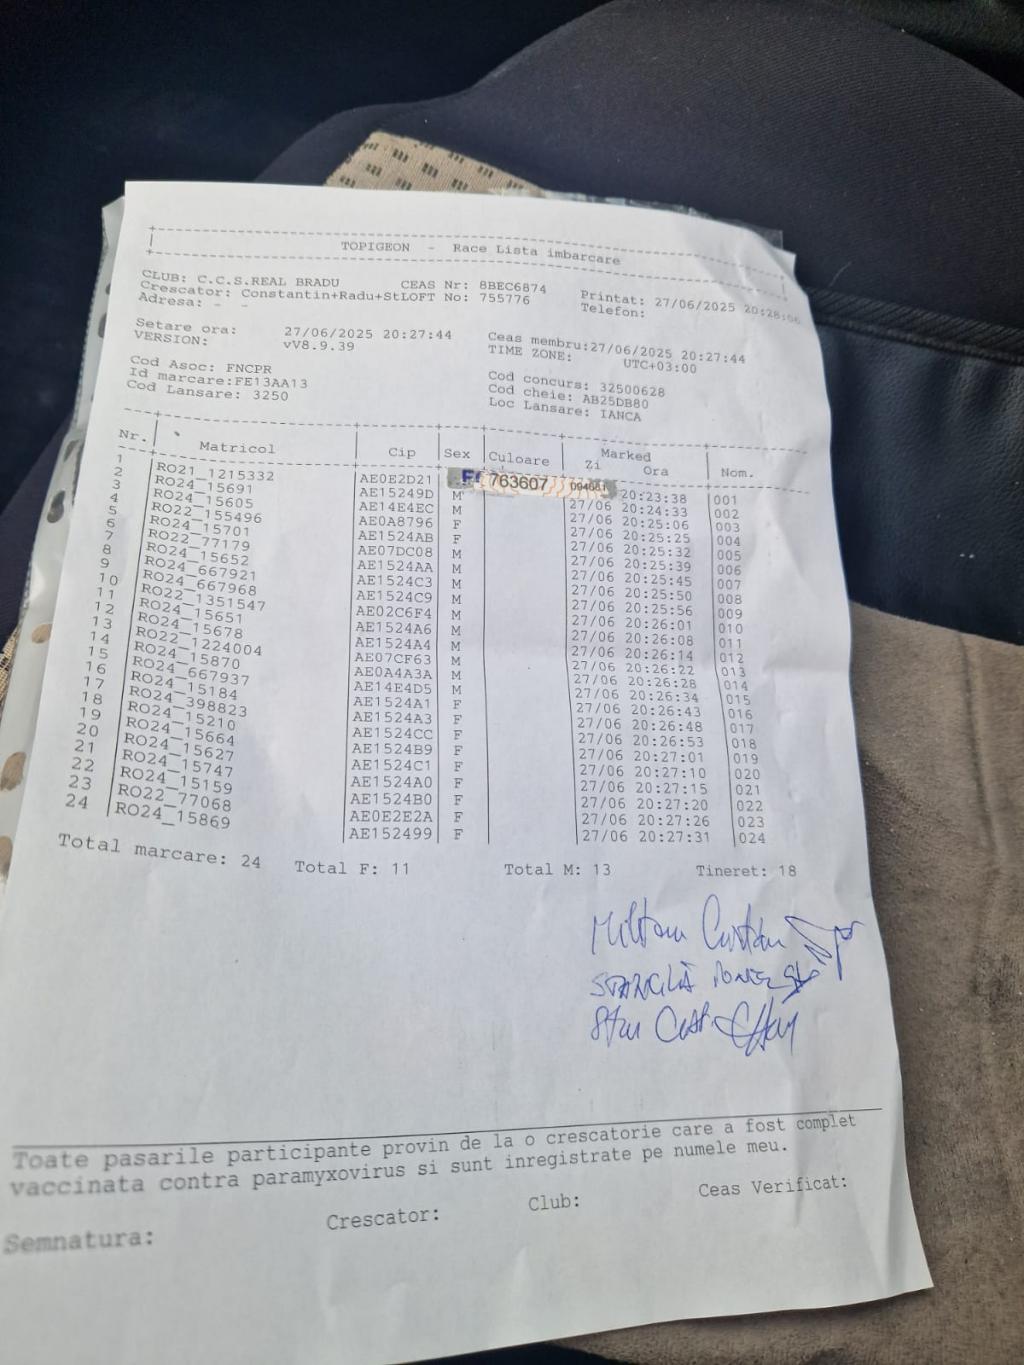 TOPIGEON - Race Lista imbarcare
CLUB: C.C.S.REAL BRADU CEAS Nr: 8BEC6874 Printat: 27/06/2025 20:28:06
Crescator: Constantin+Radu+StLOFT No: 755776 Telefon:
Adresa: - -
Setare ora: 27/06/2025 20:27:44 Ceas membru:27/06/2025 20:27:44
VERSION: vV8.9.39 TIME ZONE: UTC+03:00
Cod Asoc: FNCPR Cod concurs: 32500628
Id marcare:FE13AA13 Cod cheie: AB25DB80
Cod Lansare: 3250 Loc Lansare: IANCA
Nr. Matricol Cip Sex Culoare Marked Zi Ora Nom.
763607 094681
1 RO21_1215332 AE0E2D21 20:23:38 001
2 RO24_15691 AE15249D M 27/06 20:24:33 002
3 RO24_15605 AE14E4EC M 27/06 20:25:06 003
4 RO22_155496 AE0A8796 F 27/06 20:25:25 004
5 RO24_15701 AE1524AB F 27/06 20:25:32 005
6 RO22_77179 AE07DC08 M 27/06 20:25:39 006
7 RO24_15652 AE1524AA M 27/06 20:25:45 007
8 RO24_667921 AE1524C3 M 27/06 20:25:50 008
9 RO24_667968 AE1524C9 M 27/06 20:25:56 009
10 RO22_1351547 AE02C6F4 M 27/06 20:26:01 010
11 RO24_15651 AE1524A6 M 27/06 20:26:08 011
12 RO24_15678 AE1524A4 M 27/06 20:26:14 012
13 RO22_1224004 AE07CF63 M 27/06 20:26:22 013
14 RO24_15870 AE0A4A3A M 27/06 20:26:28 014
15 RO24_667937 AE14E4D5 M 27/06 20:26:34 015
16 RO24_15184 AE1524A1 F 27/06 20:26:43 016
17 RO24_398823 AE1524A3 F 27/06 20:26:48 017
18 RO24_15210 AE1524CC F 27/06 20:26:53 018
19 RO24_15664 AE1524B9 F 27/06 20:27:01 019
20 RO24_15627 AE1524C1 F 27/06 20:27:10 020
21 RO24_15747 AE1524A0 F 27/06 20:27:15 021
22 RO24_15159 AE1524B0 F 27/06 20:27:20 022
23 RO22_77068 AE0E2E2A F 27/06 20:27:26 023
24 RO24_15869 AE152499 F 27/06 20:27:31 024
Total marcare: 24 Total F: 11 Total M: 13 Tineret: 18
Toate pasarile participante provin de la o crescatorie care a fost complet
vaccinata contra paramyxovirus si sunt inregistrate pe numele meu.
Semnatura: Crescator: Club: Ceas Verificat: